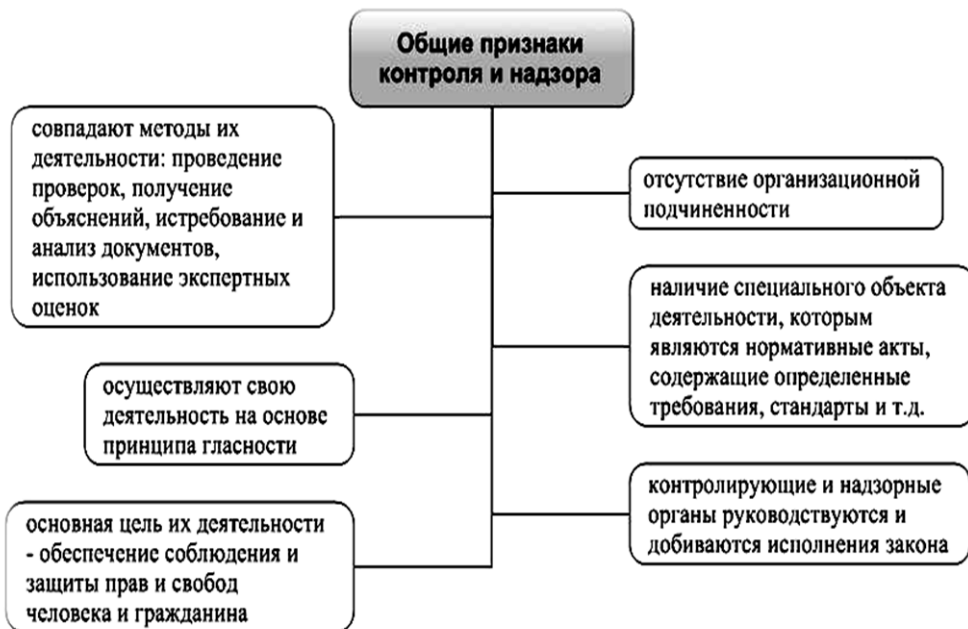 Общие признаки
контроля и надзора
совпадают методы их
деятельности: проведение
проверок, получение
объяснений, истребование и
анализ документов,
использование экспертных
оценок
осуществляют свою
деятельность на основе
принципа гласности
основная цель их деятельности
- обеспечение соблюдения и
защиты прав и свобод
человека и гражданина
отсутствие организационной
подчиненности
наличие специального объекта
деятельности, которым
являются нормативные акты,
содержащие определенные
требования, стандарты и т.д.
контролирующие и надзорные
органы руководствуются и
добиваются исполнения закона